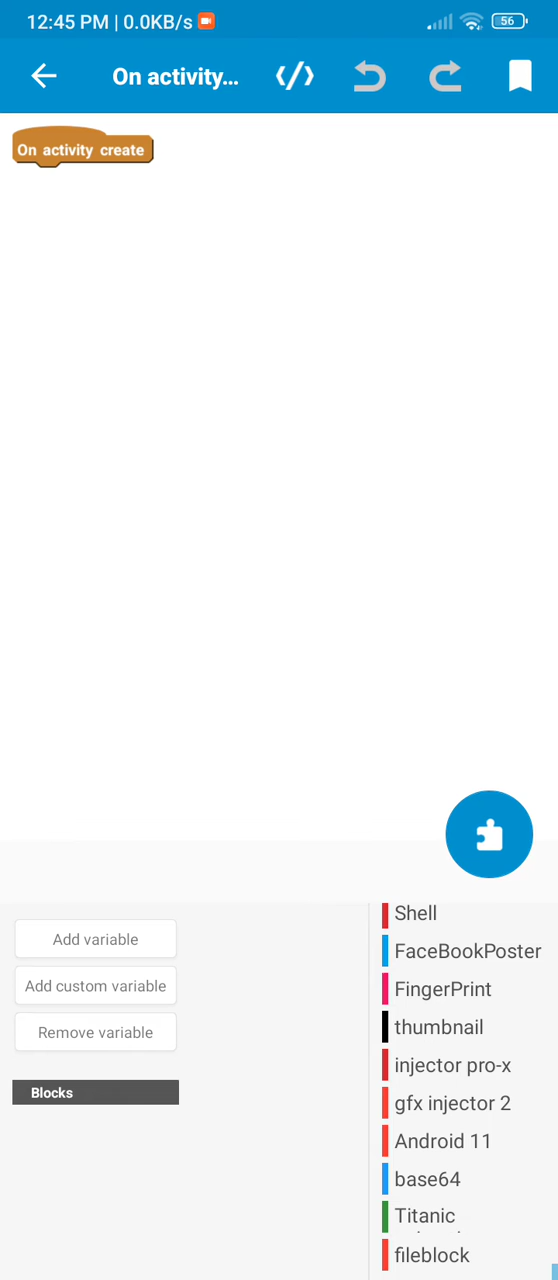 12:45 PM | 0.0KB/s
56
On activity...
On activity create
Add variable
Add custom variable
Remove variable
Blocks
Shell
FaceBookPoster
FingerPrint
thumbnail
injector pro-x
gfx injector 2
Android 11
base64
Titanic
fileblock